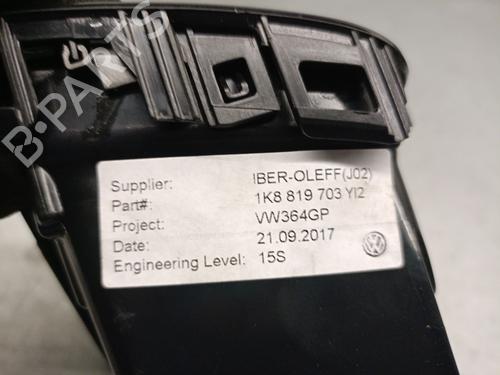 B-PARTS
Supplier: IBER-OLEFF(J02)
Part#: 1K8 819 703 YI2
Project: VW364GP
Date: 21.09.2017
Engineering Level: 15S